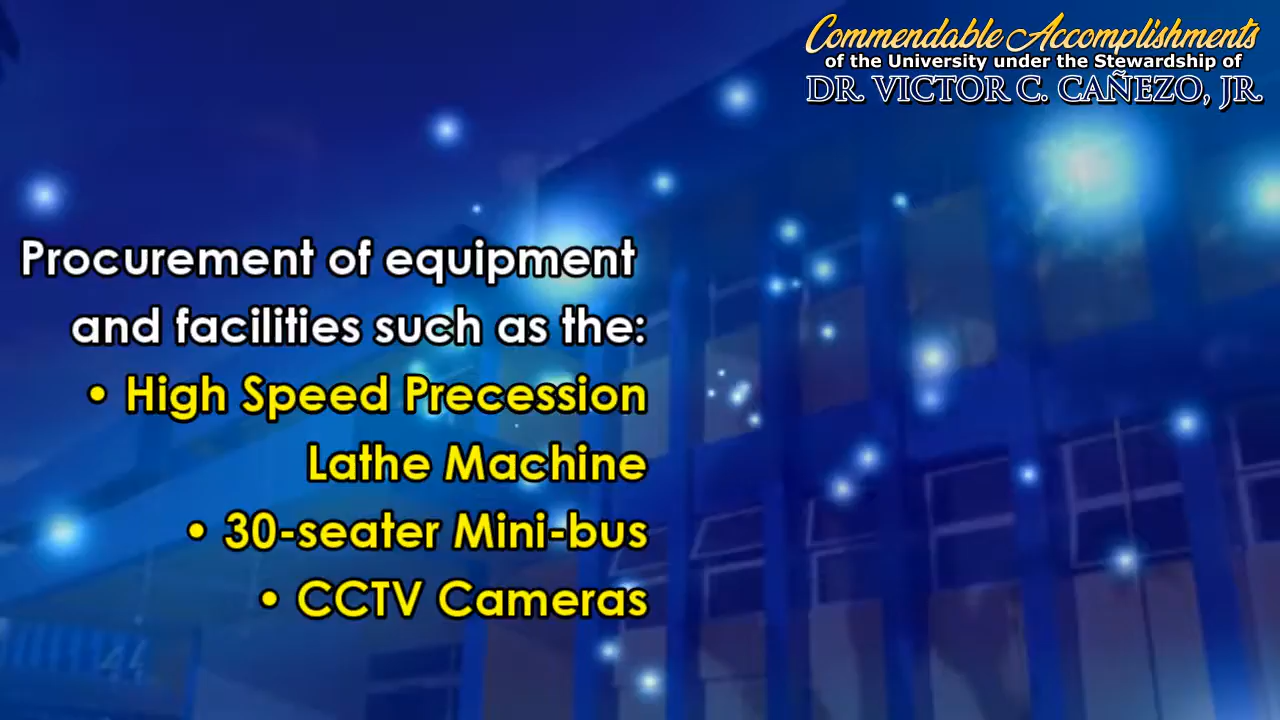 Commendable Accomplishments
of the University under the Stewardship of
DR. VICTOR C. CAÑEZO, JR.
Procurement of equipment
and facilities such as the:
• High Speed Precession
Lathe Machine
• 30-seater Mini-bus
• CCTV Cameras